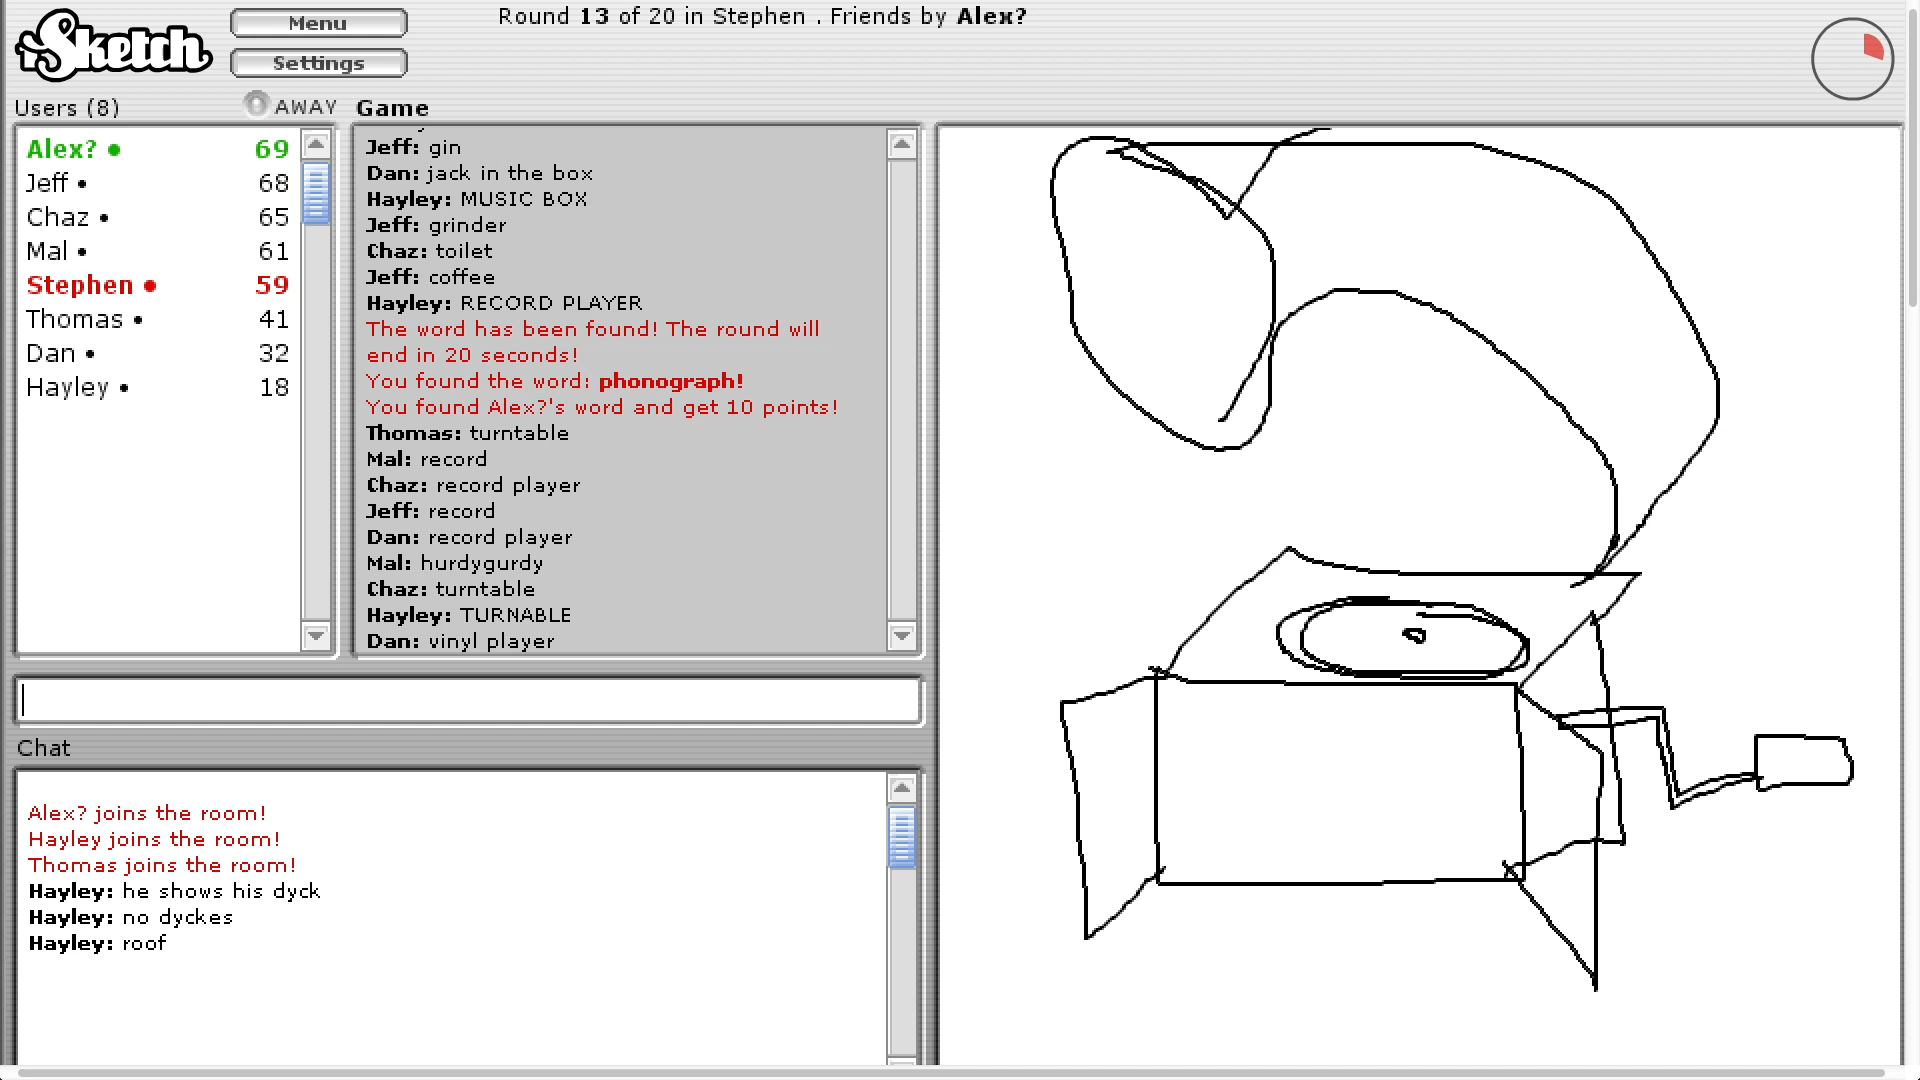 iSketch
Menu
Settings
Round 13 of 20 in Stephen . Friends by Alex?
Users (8)
AWAY
Game
Alex? • 69
Jeff • 68
Chaz • 65
Mal • 61
Stephen • 59
Thomas • 41
Dan • 32
Hayley • 18
Jeff: gin
Dan: jack in the box
Hayley: MUSIC BOX
Jeff: grinder
Chaz: toilet
Jeff: coffee
Hayley: RECORD PLAYER
The word has been found! The round will
end in 20 seconds!
You found the word: phonograph!
You found Alex?'s word and get 10 points!
Thomas: turntable
Mal: record
Chaz: record player
Jeff: record
Dan: record player
Mal: hurdygurdy
Chaz: turntable
Hayley: TURNABLE
Dan: vinyl player
Chat
Alex? joins the room!
Hayley joins the room!
Thomas joins the room!
Hayley: he shows his dyck
Hayley: no dyckes
Hayley: roof